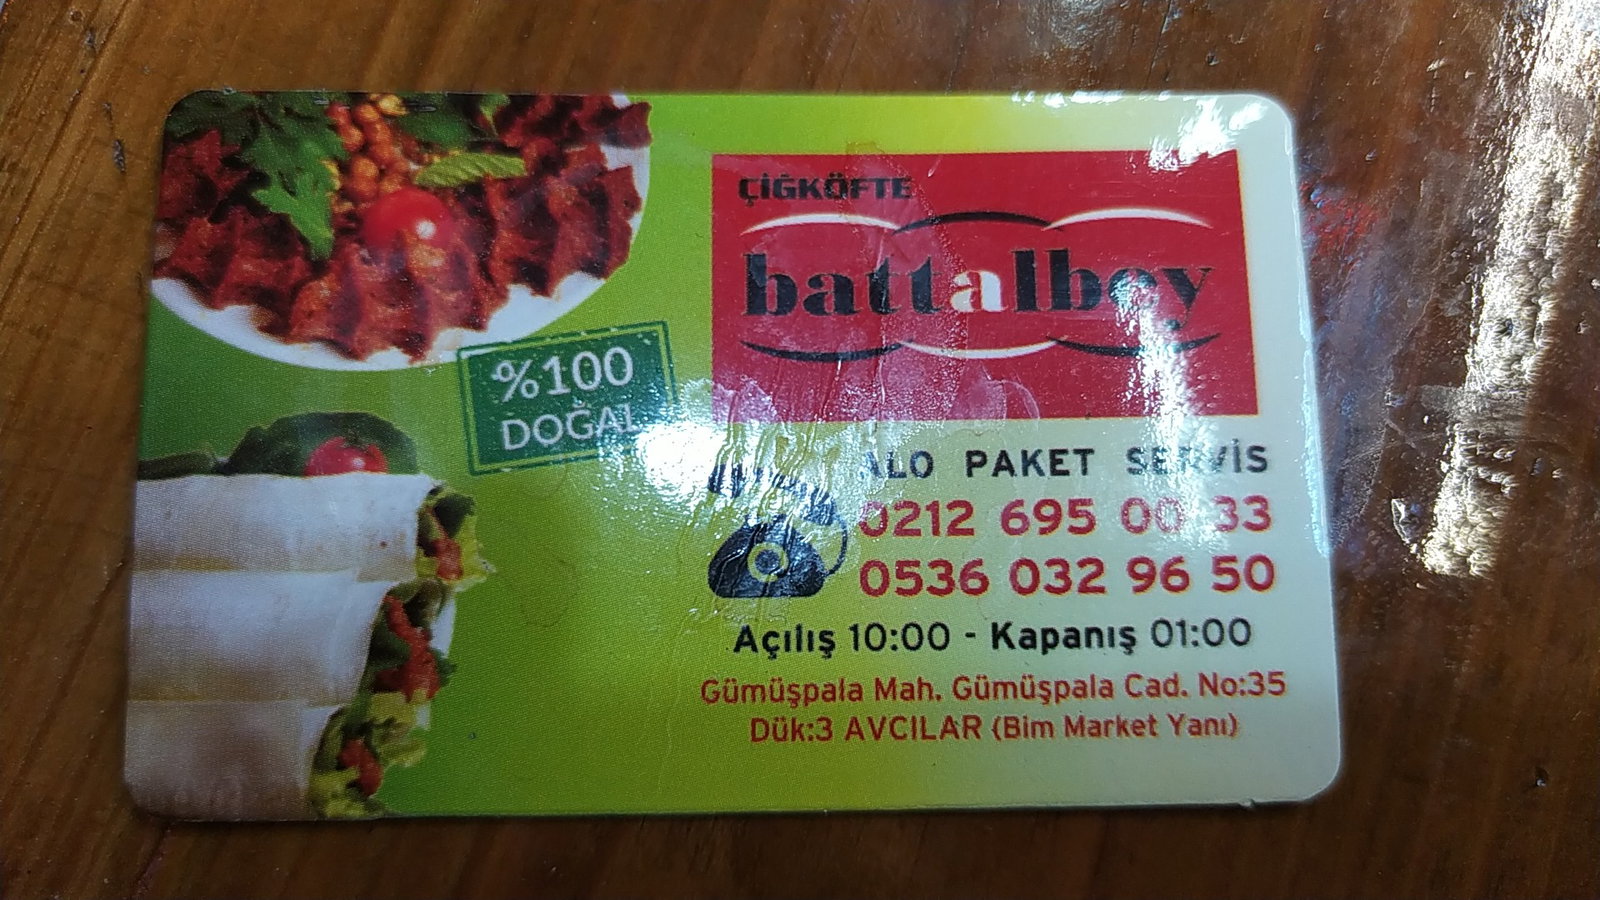 ÇİĞKÖFTE
battalbey
%100
DOĞAL
ALO PAKET SERVİS
0212 695 00 33
0536 032 96 50
Açılış 10:00 - Kapanış 01:00
Gümüşpala Mah. Gümüşpala Cad. No:35
Dük:3 AVCILAR (Bim Market Yanı)